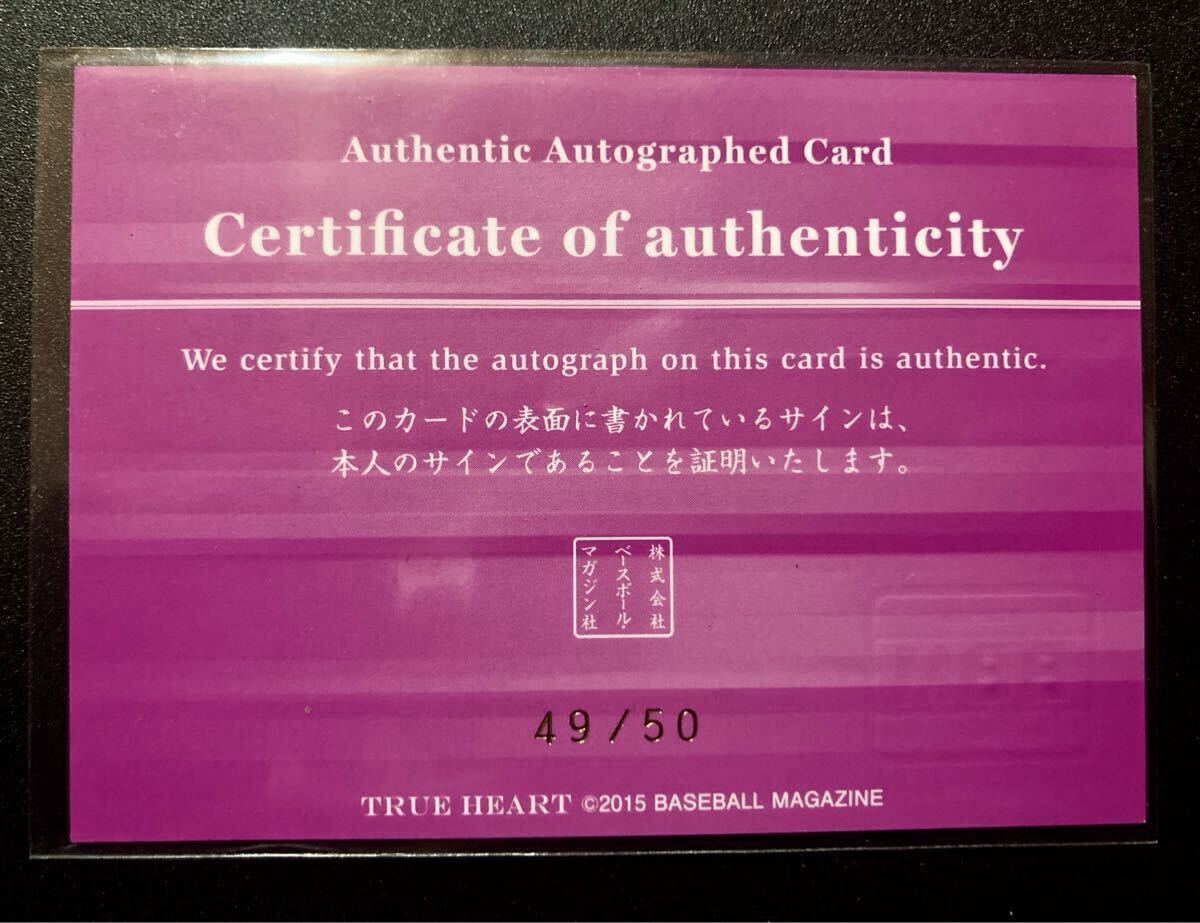 Authentic Autographed Card
Certificate of authenticity
We certify that the autograph on this card is authentic.
このカードの表面に書かれているサインは、
本人のサインであることを証明いたします。
株式会社
ベースボール・
マガジン社
49/50
TRUE HEART ©2015 BASEBALL MAGAZINE